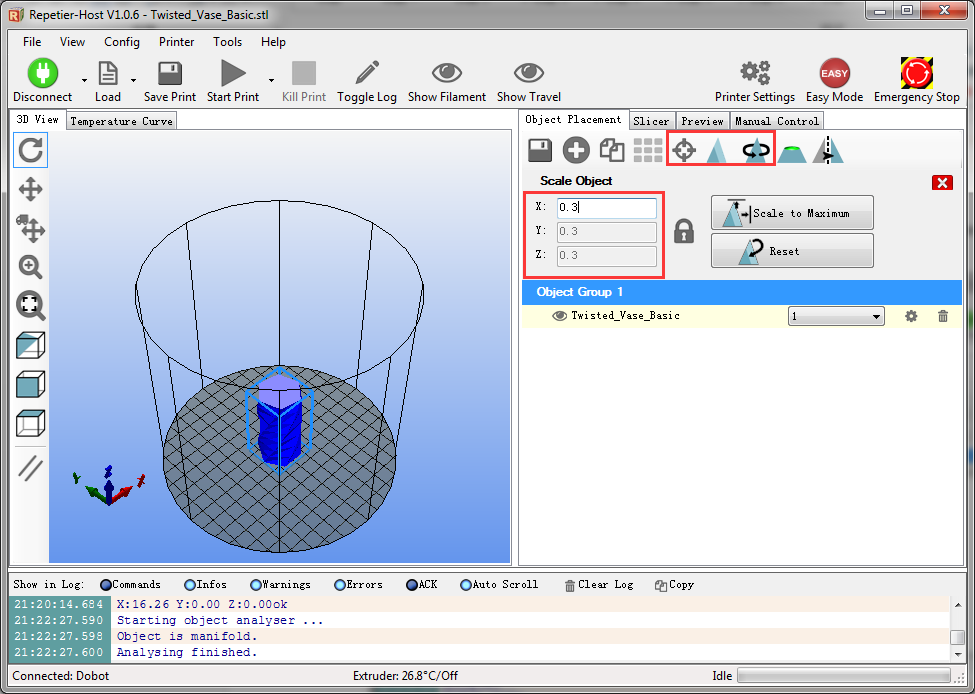 Repetier-Host V1.0.6 - Twisted_Vase_Basic.stl
File View Config Printer Tools Help
Disconnect Load Save Print Start Print Kill Print Toggle Log Show Filament Show Travel Printer Settings EASY Easy Mode Emergency Stop
3D View Temperature Curve Object Placement Slicer Preview Manual Control
Scale Object
X: 0.3 Scale to Maximum
Y: 0.3
Z: 0.3 Reset
Object Group 1
Twisted_Vase_Basic 1
Z
Y X
Show in Log: Commands Infos Warnings Errors ACK Auto Scroll Clear Log Copy
21:20:14.684 X:16.26 Y:0.00 Z:0.00ok
21:22:27.590 Starting object analyser ...
21:22:27.598 Object is manifold.
21:22:27.600 Analysing finished.
Connected: Dobot Extruder: 26.8°C/Off Idle